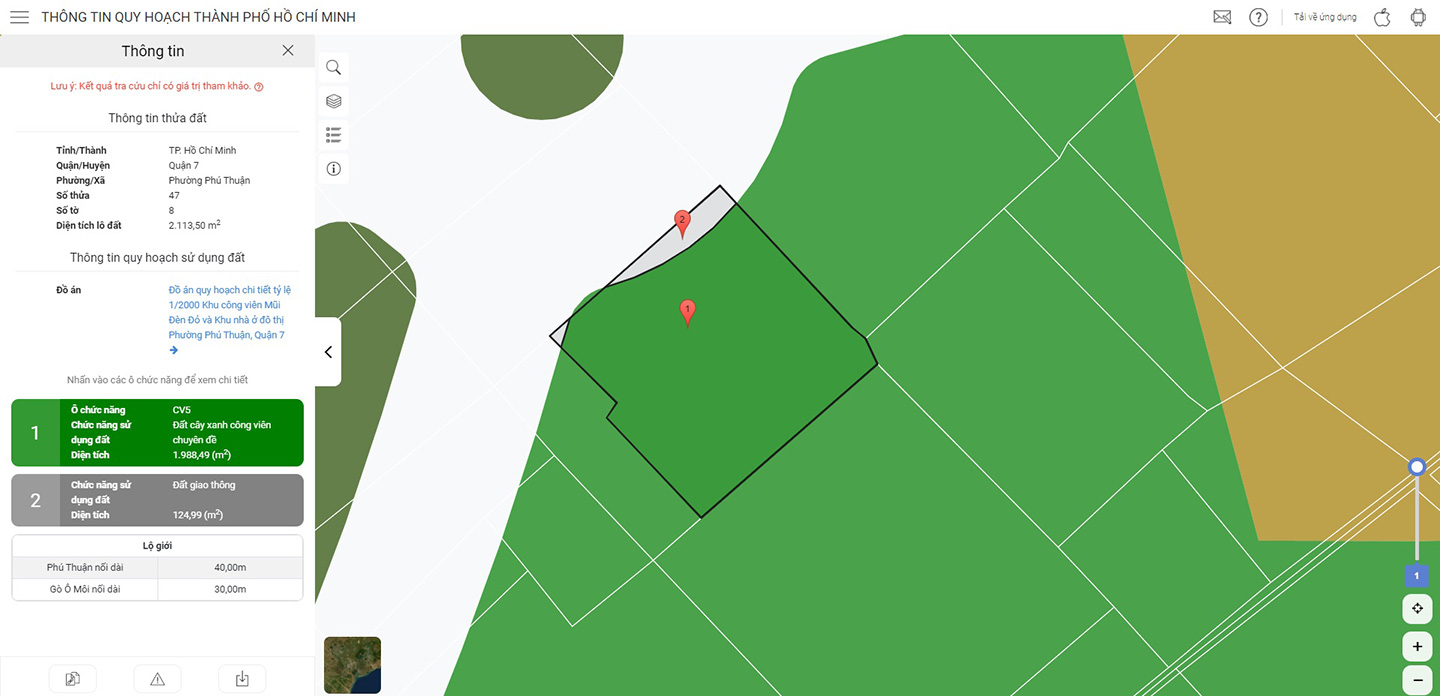 THÔNG TIN QUY HOẠCH THÀNH PHỐ HỒ CHÍ MINH
Tải về ứng dụng
Thông tin
Lưu ý: Kết quả tra cứu chỉ có giá trị tham khảo.
Thông tin thửa đất
Tỉnh/Thành TP. Hồ Chí Minh
Quận/Huyện Quận 7
Phường/Xã Phường Phú Thuận
Số thửa 47
Số tờ 8
Diện tích lô đất 2.113,50 m²
Thông tin quy hoạch sử dụng đất
Đồ án Đồ án quy hoạch chi tiết tỷ lệ
1/2000 Khu công viên Mũi
Đèn Đỏ và Khu nhà ở đô thị
Phường Phú Thuận, Quận 7
Nhấn vào các ô chức năng để xem chi tiết
1
Ô chức năng CV5
Chức năng sử Đất cây xanh công viên
dụng đất chuyên đề
Diện tích 1.988,49 (m²)
2
Chức năng sử Đất giao thông
dụng đất
Diện tích 124,99 (m²)
Lộ giới
Phú Thuận nối dài 40,00m
Gò Ô Môi nối dài 30,00m
2
1
1